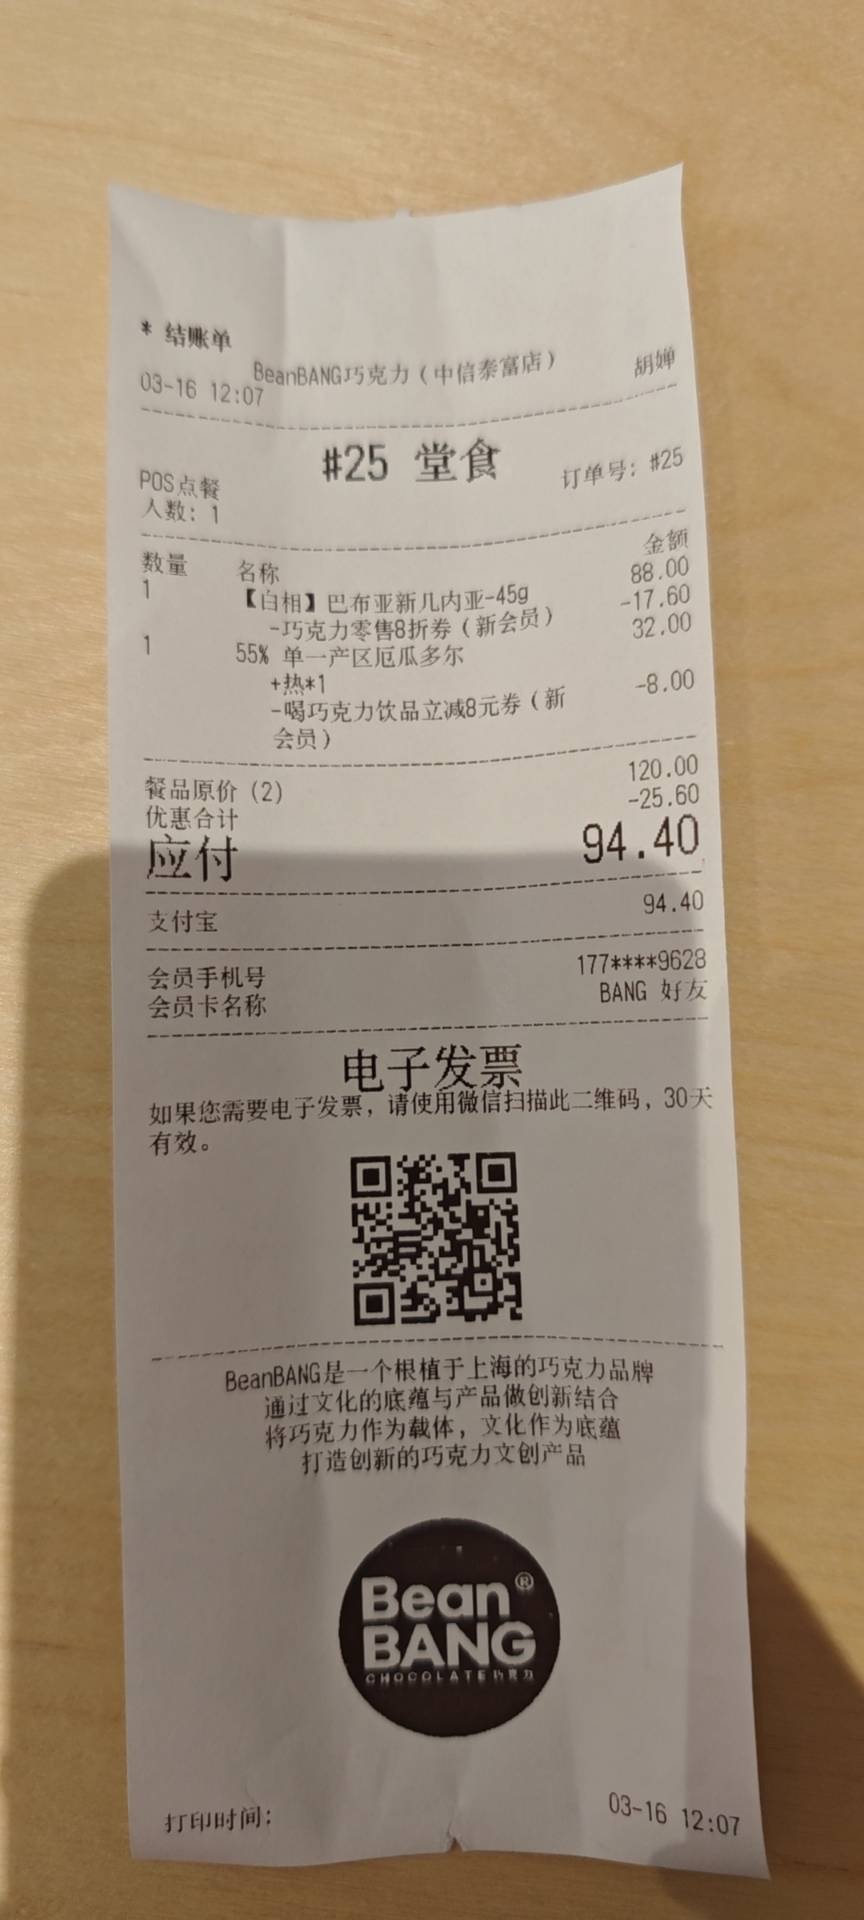 * 结账单
BeanBANG巧克力（中信泰富店）
03-16 12:07 胡婵
#25 堂食
POS点餐 订单号: #25
人数: 1
数量 名称 金额
1 【白相】巴布亚新几内亚-45g 88.00
-巧克力零售8折券（新会员） -17.60
1 55% 单一产区厄瓜多尔 32.00
+热*1
-喝巧克力饮品立减8元券（新 -8.00
会员）
餐品原价 (2) 120.00
优惠合计 -25.60
应付 94.40
支付宝 94.40
会员手机号 177****9628
会员卡名称 BANG 好友
电子发票
如果您需要电子发票，请使用微信扫描此二维码，30天
有效。
BeanBANG是一个根植于上海的巧克力品牌
通过文化的底蕴与产品做创新结合
将巧克力作为载体，文化作为底蕴
打造创新的巧克力文创产品
Bean®
BANG
CHOCOLATE 巧克力
打印时间: 03-16 12:07